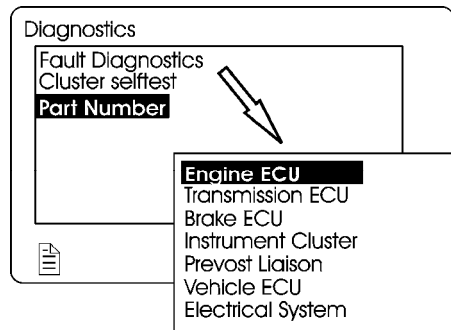 Diagnostics
Fault Diagnostics
Cluster selftest
Part Number
Engine ECU
Transmission ECU
Brake ECU
Instrument Cluster
Prevost Liaison
Vehicle ECU
Electrical System